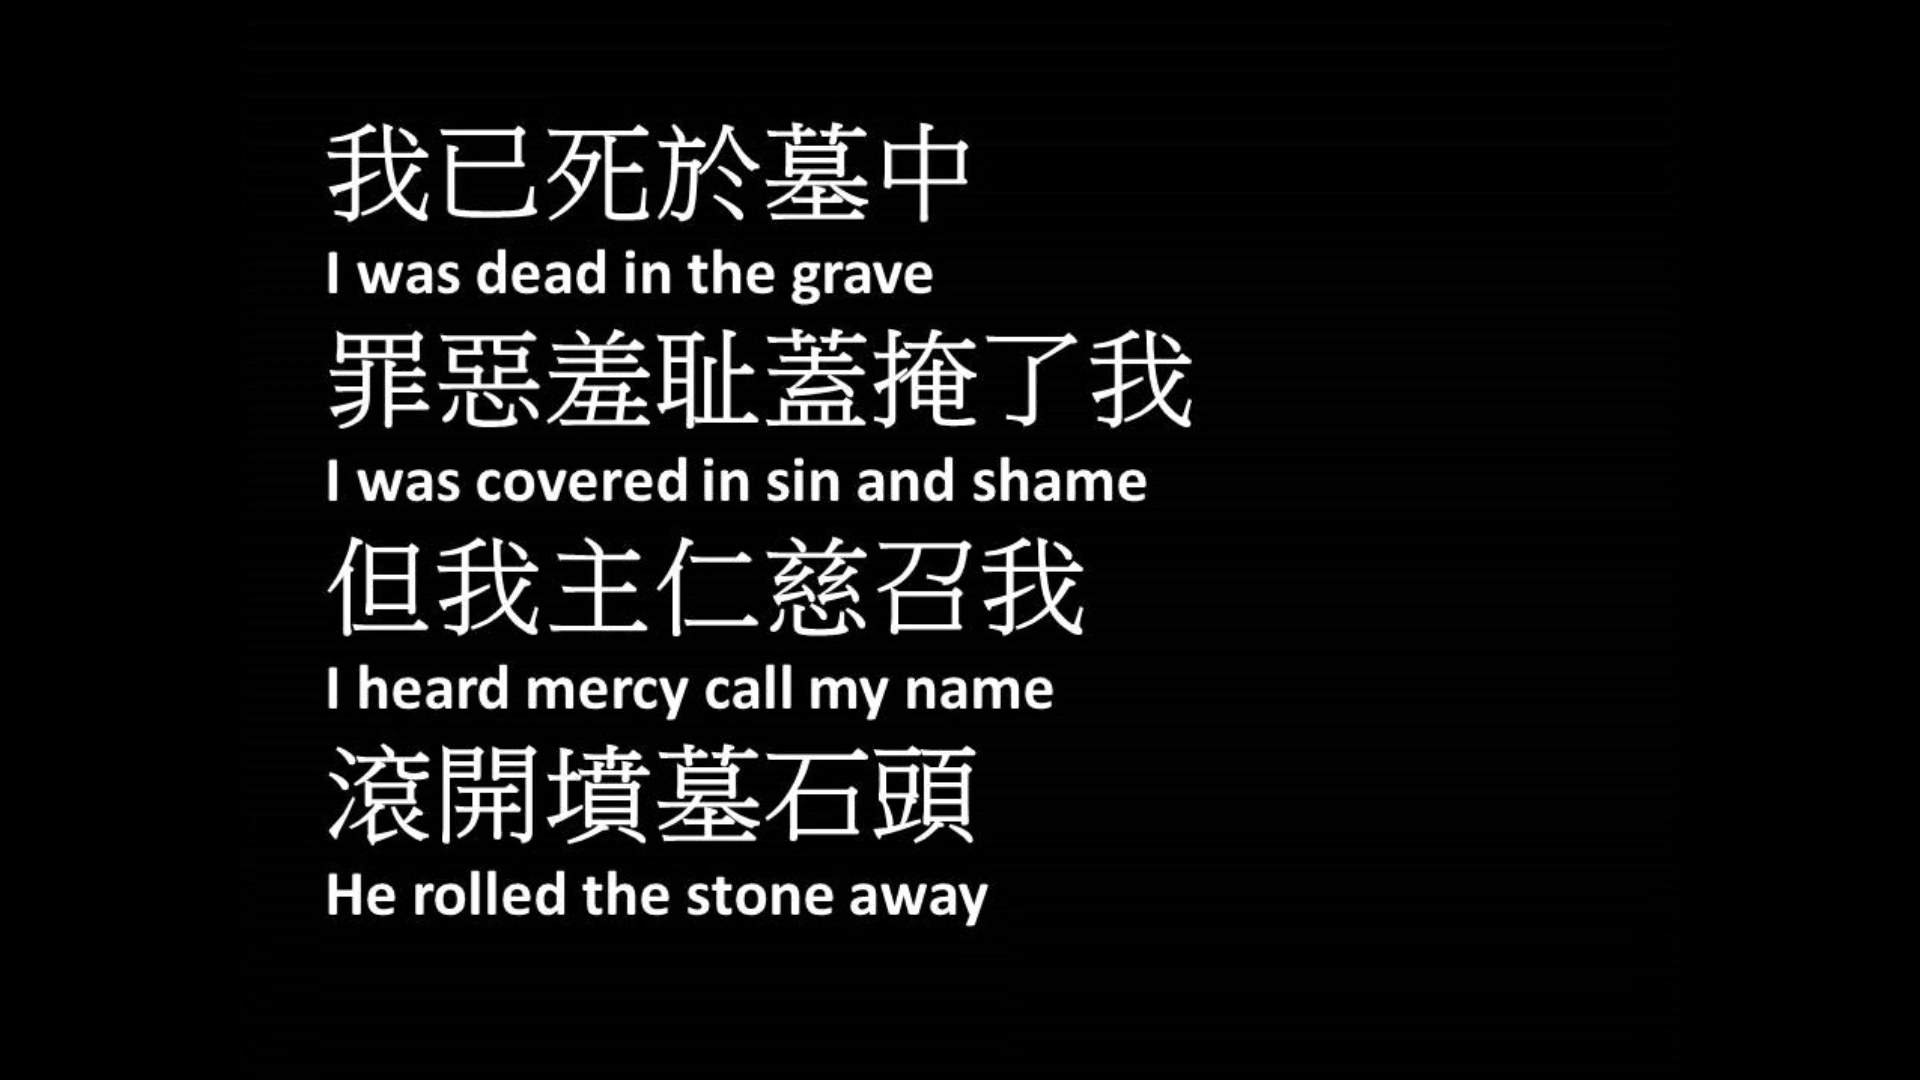 我已死於墓中
I was dead in the grave
罪惡羞耻蓋掩了我
I was covered in sin and shame
但我主仁慈召我
I heard mercy call my name
滾開墳墓石頭
He rolled the stone away